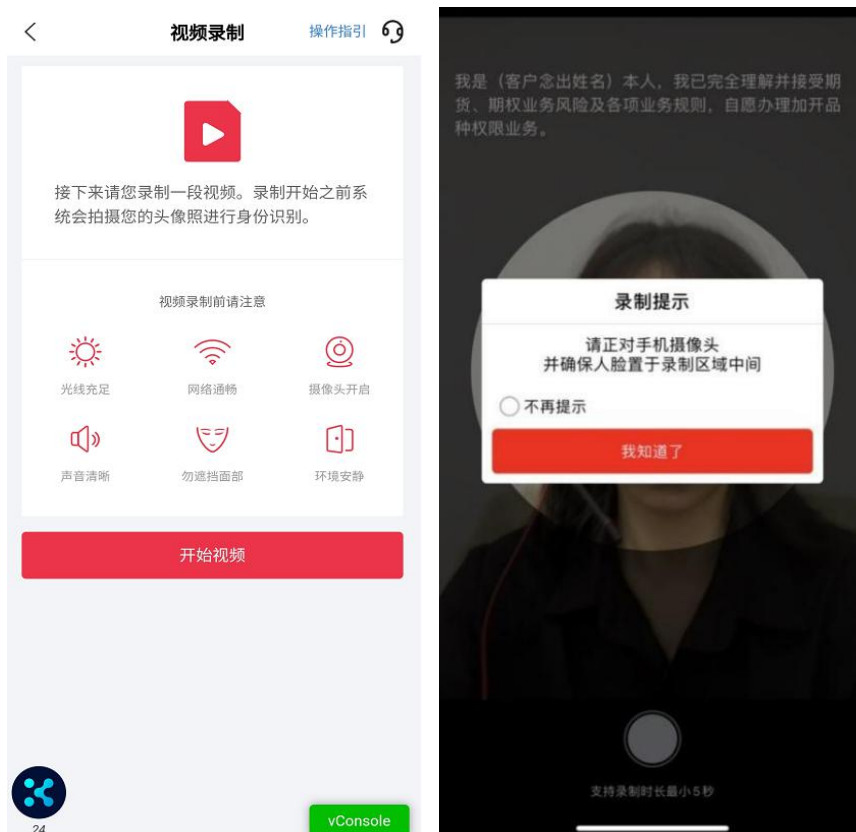 视频录制
操作指引
接下来请您录制一段视频。录制开始之前系
统会拍摄您的头像照进行身份识别。
视频录制前请注意
光线充足
网络通畅
摄像头开启
声音清晰
勿遮挡面部
环境安静
开始视频
24
vConsole
我是（客户念出姓名）本人，我已完全理解并接受期
货、期权业务风险及各项业务规则，自愿办理加开品
种权限业务。
录制提示
请正对手机摄像头
并确保人脸置于录制区域中间
不再提示
我知道了
支持录制时长最小5秒